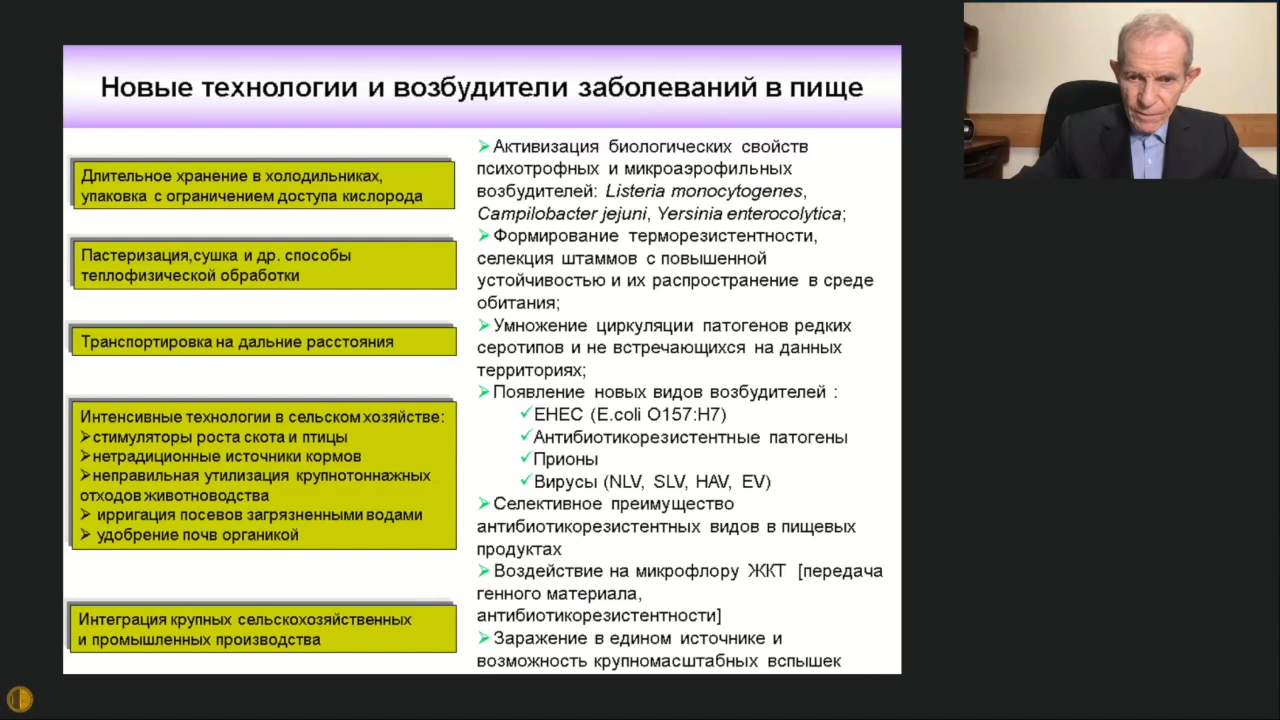 Новые технологии и возбудители заболеваний в пище
Длительное хранение в холодильниках,
упаковка с ограничением доступа кислорода
Пастеризация,сушка и др. способы
теплофизической обработки
Транспортировка на дальние расстояния
Интенсивные технологии в сельском хозяйстве:
➢стимуляторы роста скота и птицы
➢нетрадиционные источники кормов
➢неправильная утилизация крупнотоннажных
отходов животноводства
➢ ирригация посевов загрязненными водами
➢ удобрение почв органикой
Интеграция крупных сельскохозяйственных
и промышленных производства
➢Активизация биологических свойств
психотрофных и микроаэрофильных
возбудителей: Listeria monocytogenes,
Campilobacter jejuni, Yersinia enterocolytica;
➢Формирование терморезистентности,
селекция штаммов с повышенной
устойчивостью и их распространение в среде
обитания;
➢Умножение циркуляции патогенов редких
серотипов и не встречающихся на данных
территориях;
➢Появление новых видов возбудителей :
✓ЕНЕС (E.coli O157:H7)
✓Антибиотикорезистентные патогены
✓Прионы
✓Вирусы (NLV, SLV, HAV, EV)
➢Селективное преимущество
антибиотикорезистентных видов в пищевых
продуктах
➢Воздействие на микрофлору ЖКТ [передача
генного материала,
антибиотикорезистентности]
➢Заражение в едином источнике и
возможность крупномасштабных вспышек